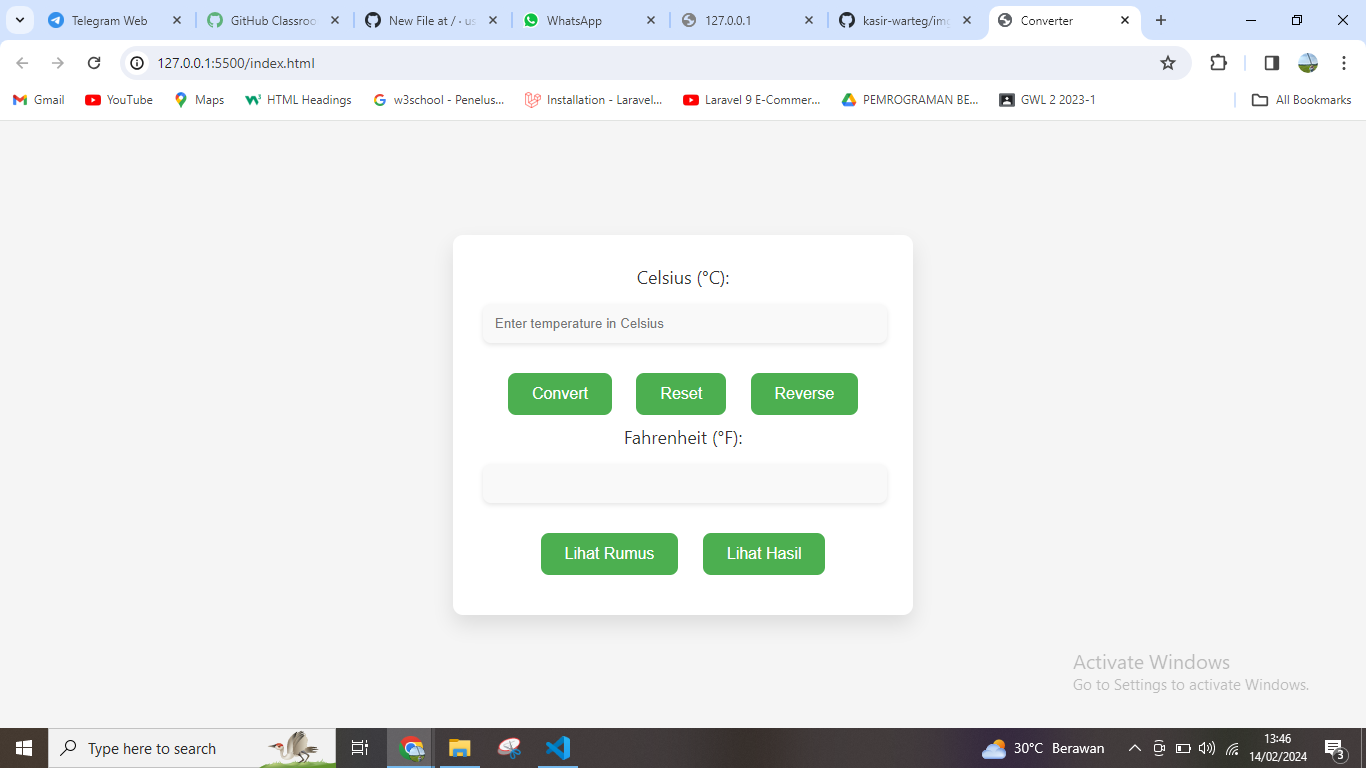 Telegram Web
GitHub Classroo
New File at / · us
WhatsApp
127.0.0.1
kasir-warteg/im
Converter
127.0.0.1:5500/index.html
Gmail
YouTube
Maps
HTML Headings
w3school - Penelus...
Installation - Laravel...
Laravel 9 E-Commer...
PEMROGRAMAN BE...
GWL 2 2023-1
All Bookmarks
Celsius (°C):
Enter temperature in Celsius
Convert
Reset
Reverse
Fahrenheit (°F):
Lihat Rumus
Lihat Hasil
Activate Windows
Go to Settings to activate Windows.
Type here to search
30°C Berawan
13:46
14/02/2024
3